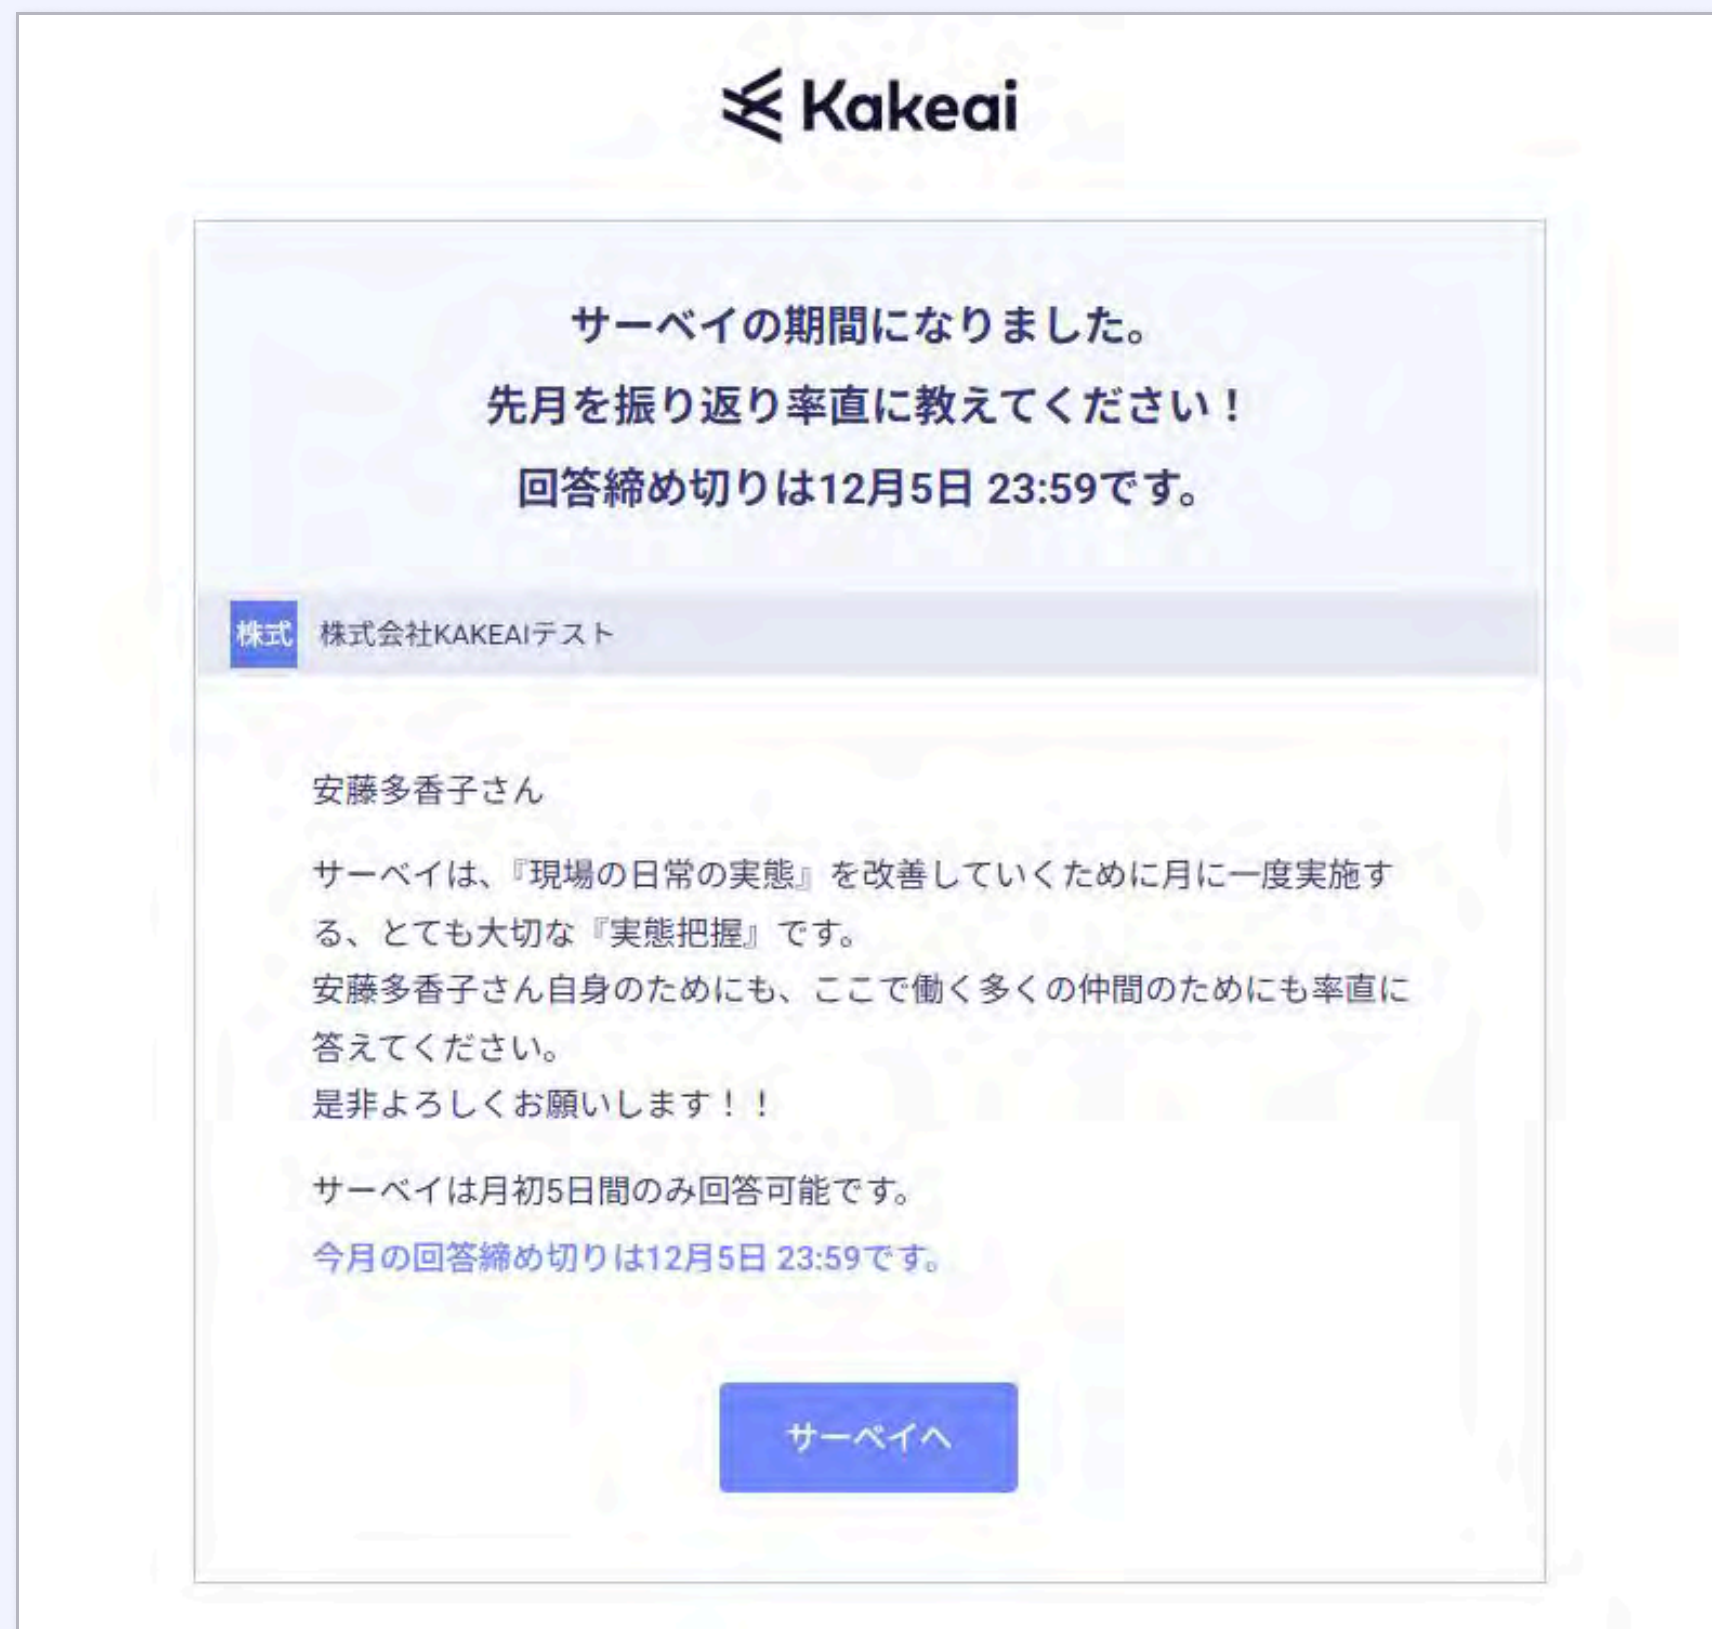 Kakeai
サーベイの期間になりました。
先月を振り返り率直に教えてください！
回答締め切りは12月5日 23:59です。
株式 株式会社KAKEAIテスト
安藤多香子さん
サーベイは、『現場の日常の実態』を改善していくために月に一度実施す
る、とても大切な『実態把握』です。
安藤多香子さん自身のためにも、ここで働く多くの仲間のためにも率直に
答えてください。
是非よろしくお願いします！！
サーベイは月初5日間のみ回答可能です。
今月の回答締め切りは12月5日 23:59です。
サーベイへ